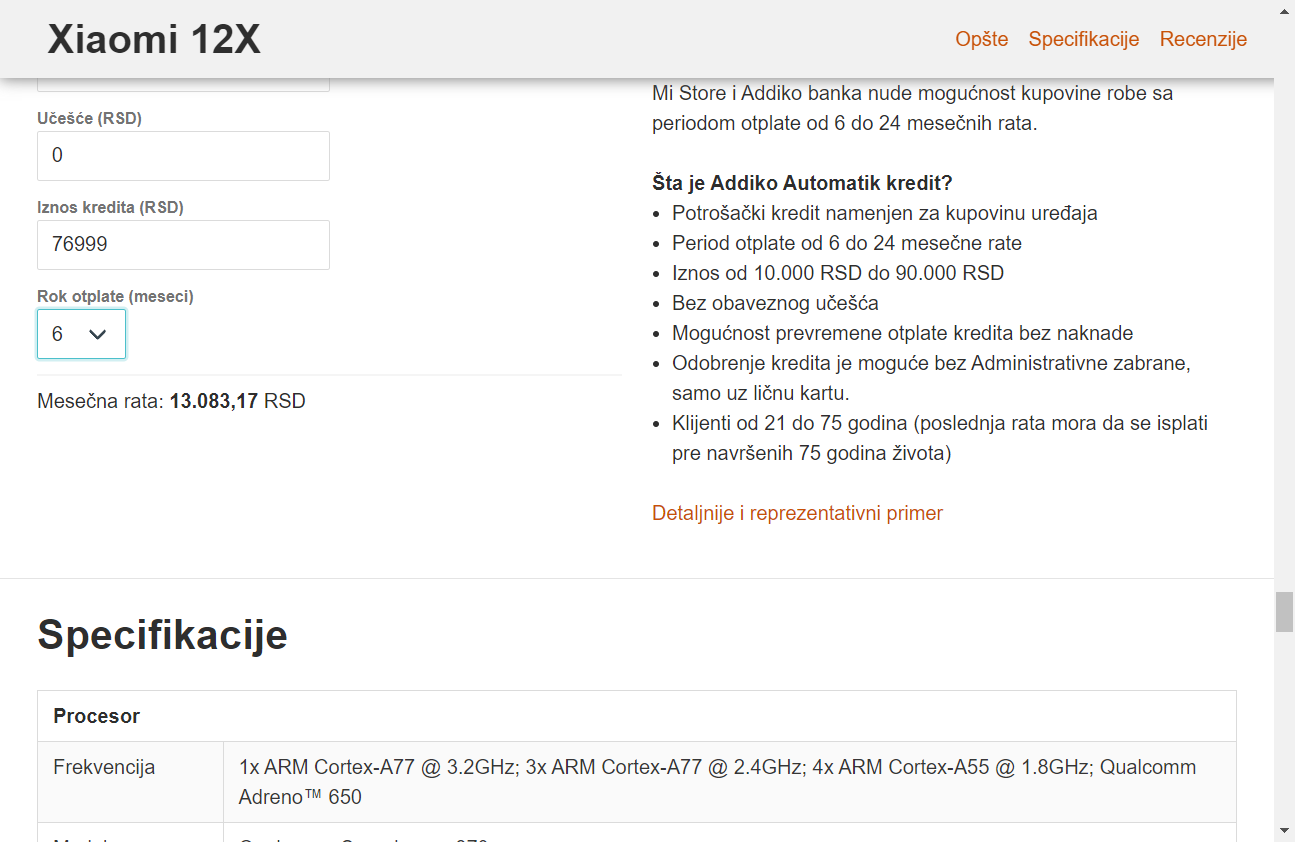 Xiaomi 12X
Opšte Specifikacije Recenzije
Učešće (RSD)
0
Iznos kredita (RSD)
76999
Rok otplate (meseci)
6
Mesečna rata: 13.083,17 RSD
Mi Store i Addiko banka nude mogućnost kupovine robe sa
periodom otplate od 6 do 24 mesečnih rata.
Šta je Addiko Automatik kredit?
Potrošački kredit namenjen za kupovinu uređaja
Period otplate od 6 do 24 mesečne rate
Iznos od 10.000 RSD do 90.000 RSD
Bez obaveznog učešća
Mogućnost prevremene otplate kredita bez naknade
Odobrenje kredita je moguće bez Administrativne zabrane,
samo uz ličnu kartu.
Klijenti od 21 do 75 godina (poslednja rata mora da se isplati
pre navršenih 75 godina života)
Detaljnije i reprezentativni primer
Specifikacije
Procesor
Frekvencija
1x ARM Cortex-A77 @ 3.2GHz; 3x ARM Cortex-A77 @ 2.4GHz; 4x ARM Cortex-A55 @ 1.8GHz; Qualcomm
Adreno™ 650